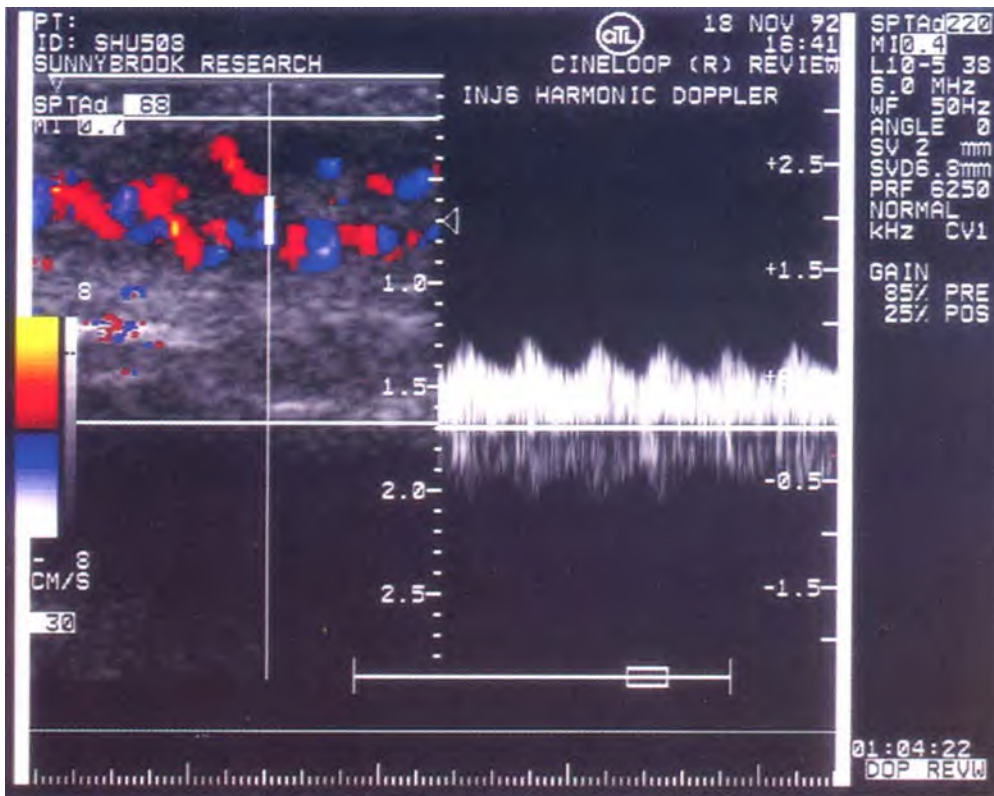 PT:
ID: SHU508
SUNNYBROOK RESEARCH
aTL
18 NOV 92
16:41
CINELOOP (R) REVIEW
INJ6 HARMONIC DOPPLER
SPTAd 68
MI 0.7
8
- 8
CM/S
30
1.0
1.5
2.0
2.5
+2.5
+1.5
-0.5
-1.5
SPTAd220
MI0.4
L10-5 38
6.0 MHz
WF 50Hz
ANGLE 0
SV 2 mm
SVD6.8mm
PRF 6250
NORMAL
kHz CV1
GAIN
85% PRE
25% POS
01:04:22
DOP REVW